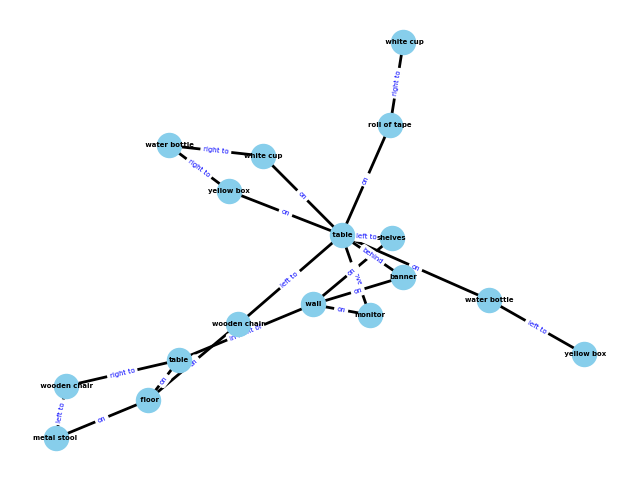 white cup
right to
roll of tape
water bottle
right to
white cup
right to
yellow box
on
on
on
table
left to
shelves
behind
on
left to
on
banner
on
water bottle
wall
on
monitor
left to
wooden chair
yellow box
table
on
right to
on
wooden chair
floor
left to
on
metal stool